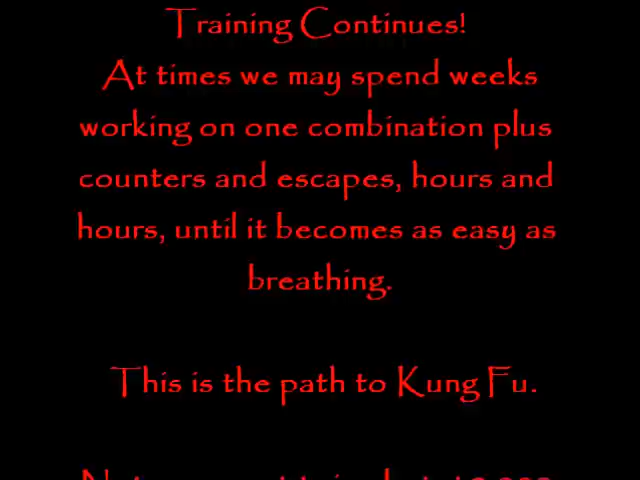 Training Continues!
At times we may spend weeks
working on one combination plus
counters and escapes, hours and
hours, until it becomes as easy as
breathing.
This is the path to Kung Fu.